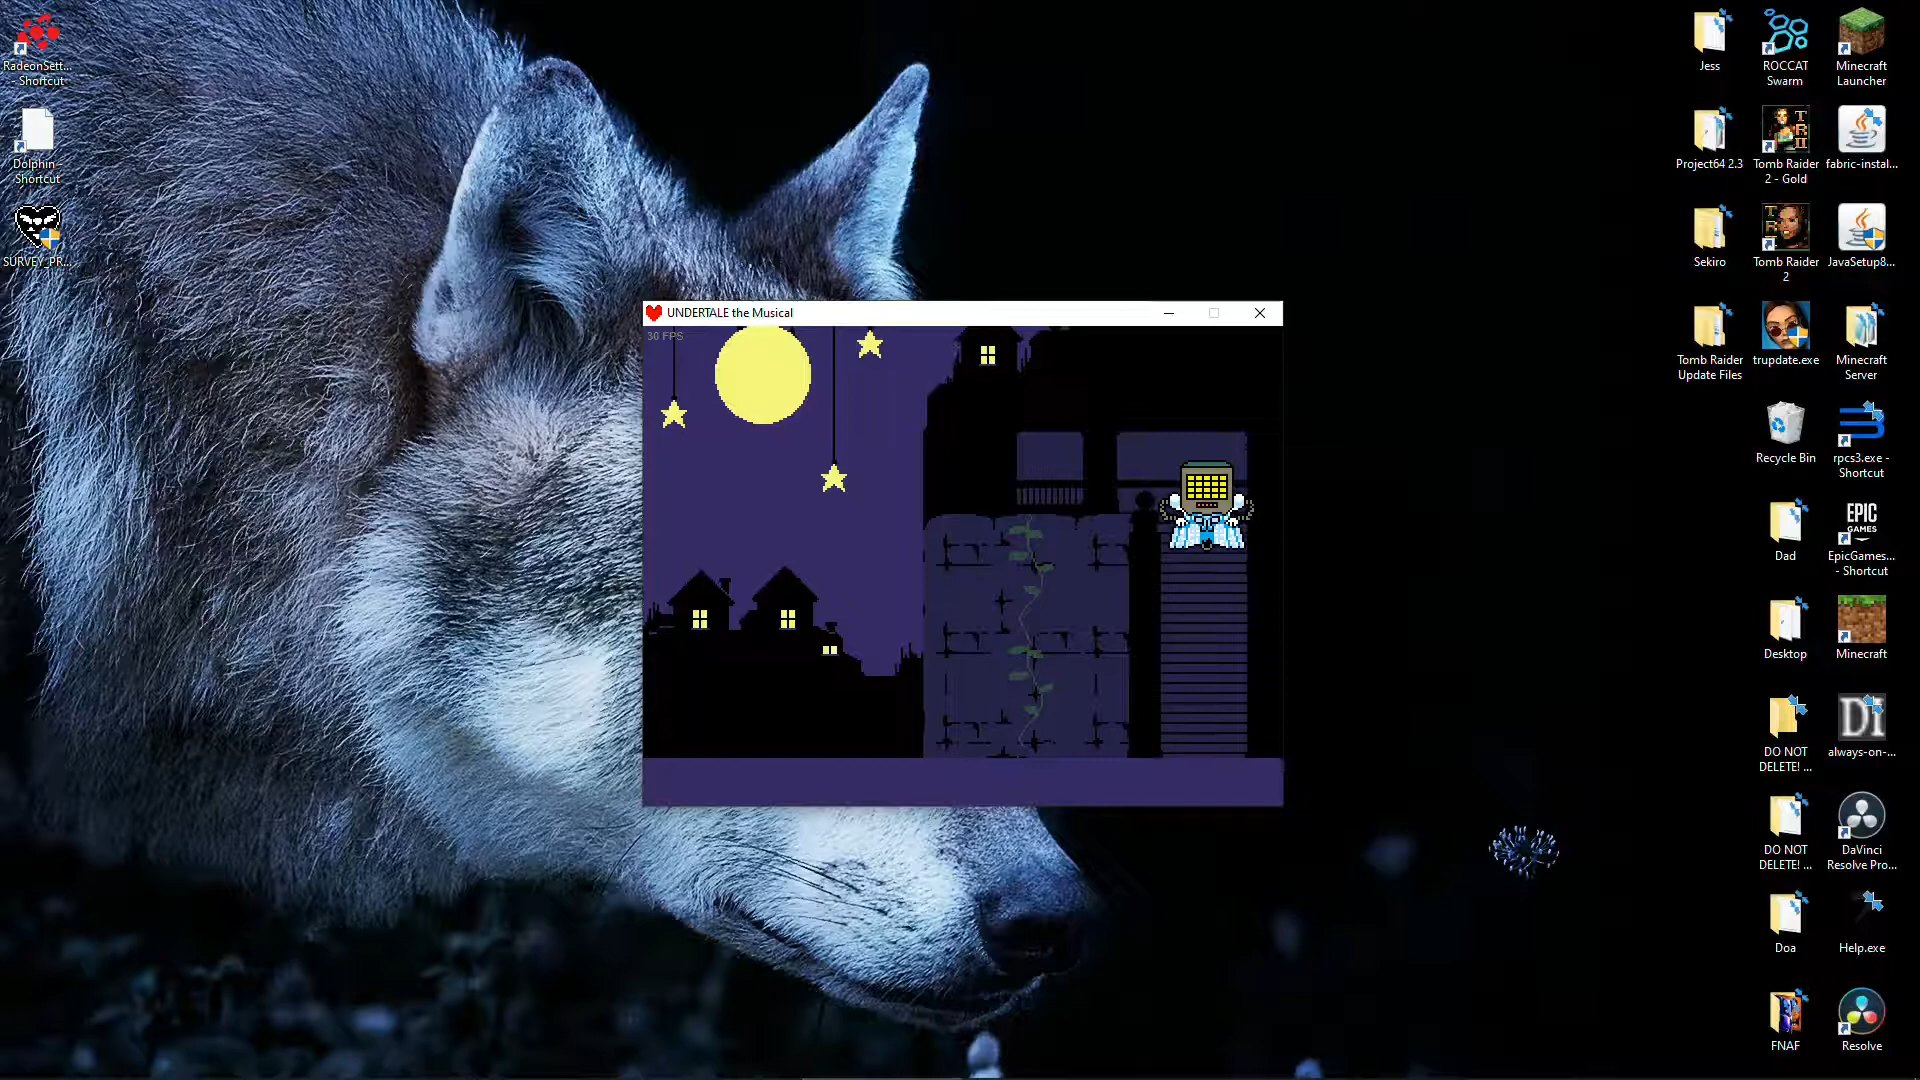 RadeonSett...
- Shortcut
Dolphin -
Shortcut
SURVEY_PR...
UNDERTALE the Musical
30 FPS
Jess
ROCCAT
Swarm
Minecraft
Launcher
Project64 2.3
Tomb Raider
2 - Gold
fabric-instal...
Sekiro
Tomb Raider
2
JavaSetup8...
Tomb Raider
Update Files
trupdate.exe
Minecraft
Server
Recycle Bin
rpcs3.exe -
Shortcut
Dad
EPIC
GAMES
EpicGames...
- Shortcut
Desktop
Minecraft
DO NOT
DELETE! ...
DI
always-on-...
DO NOT
DELETE! ...
DaVinci
Resolve Pro...
Doa
Help.exe
FNAF
Resolve